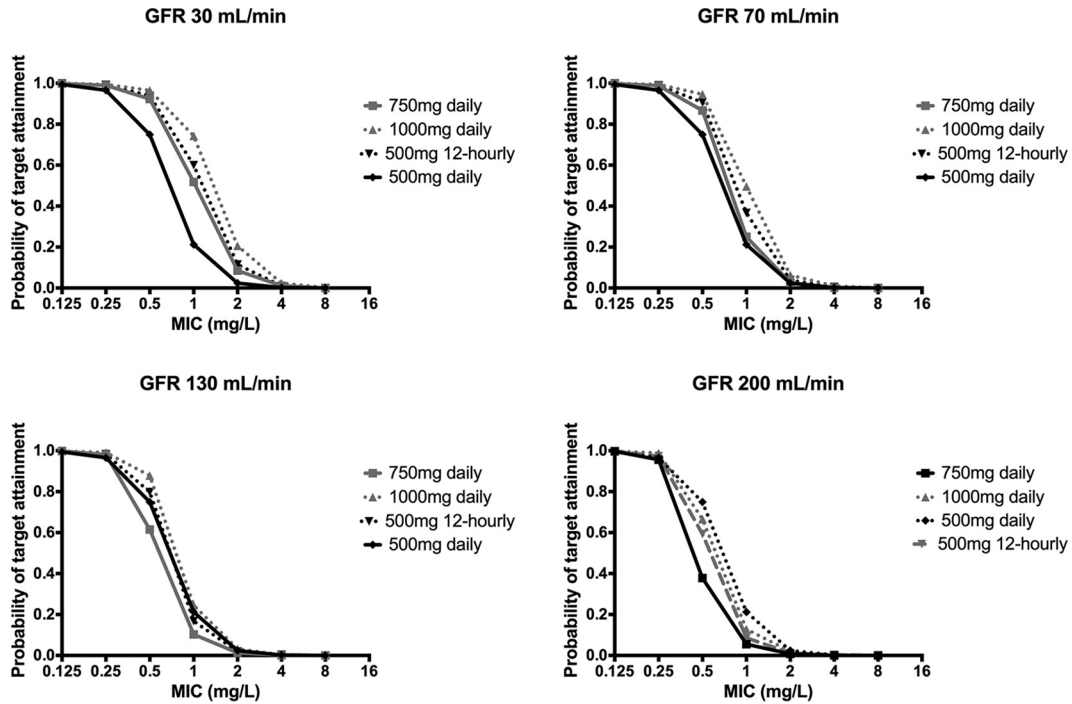 GFR 30 mL/min
Probability of target attainment
1.0
0.8
0.6
0.4
0.2
0.0
0.125 0.25 0.5 1 2 4 8 16
MIC (mg/L)
750mg daily
1000mg daily
500mg 12-hourly
500mg daily
GFR 70 mL/min
Probability of target attainment
1.0
0.8
0.6
0.4
0.2
0.0
0.125 0.25 0.5 1 2 4 8 16
MIC (mg/L)
750mg daily
1000mg daily
500mg 12-hourly
500mg daily
GFR 130 mL/min
Probability of target attainment
1.0
0.8
0.6
0.4
0.2
0.0
0.125 0.25 0.5 1 2 4 8 16
MIC (mg/L)
750mg daily
1000mg daily
500mg 12-hourly
500mg daily
GFR 200 mL/min
Probability of target attainment
1.0
0.8
0.6
0.4
0.2
0.0
0.125 0.25 0.5 1 2 4 8 16
MIC (mg/L)
750mg daily
1000mg daily
500mg daily
500mg 12-hourly